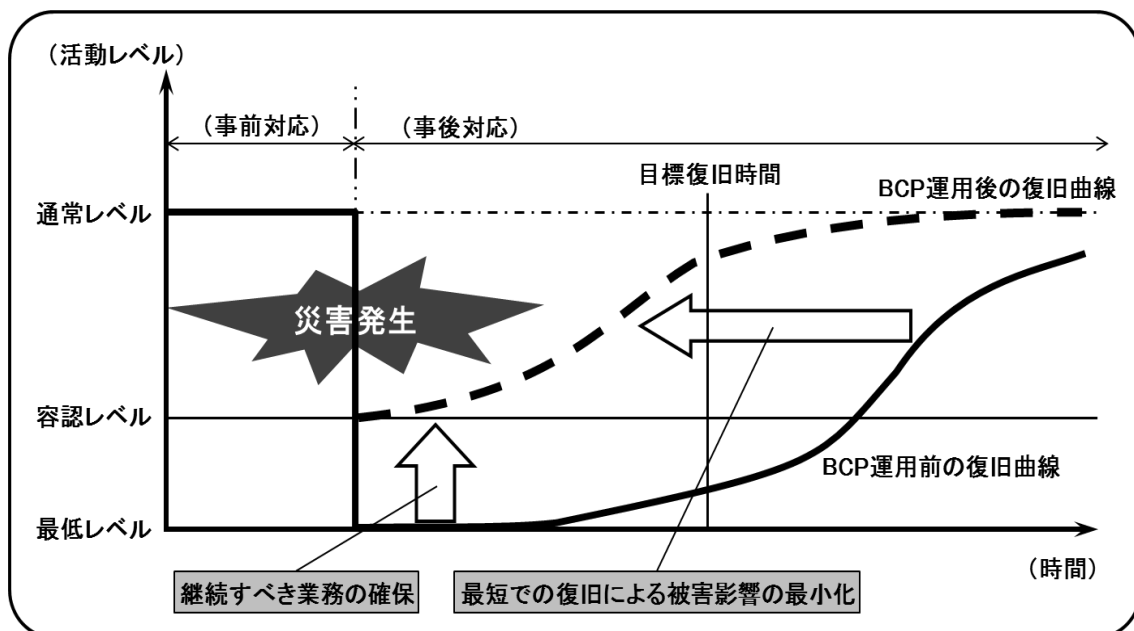 （活動レベル）
（事前対応）
（事後対応）
目標復旧時間
BCP運用後の復旧曲線
通常レベル
災害発生
容認レベル
BCP運用前の復旧曲線
最低レベル
（時間）
継続すべき業務の確保
最短での復旧による被害影響の最小化